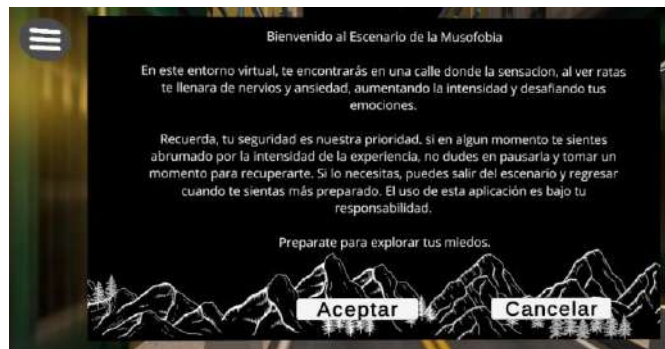 Bienvenido al Escenario de la Musofobia
En este entorno virtual, te encontrarás en una calle donde la sensacion, al ver ratas
te llenara de nervios y ansiedad, aumentando la intensidad y desafiando tus
emociones.
Recuerda, tu seguridad es nuestra prioridad. si en algun momento te sientes
abrumado por la intensidad de la experiencia, no dudes en pausarla y tomar un
momento para recuperarte. Si lo necesitas, puedes salir del escenario y regresar
cuando te sientas más preparado. El uso de esta aplicación es bajo tu
responsabilidad.
Preparate para explorar tus miedos.
Aceptar
Cancelar